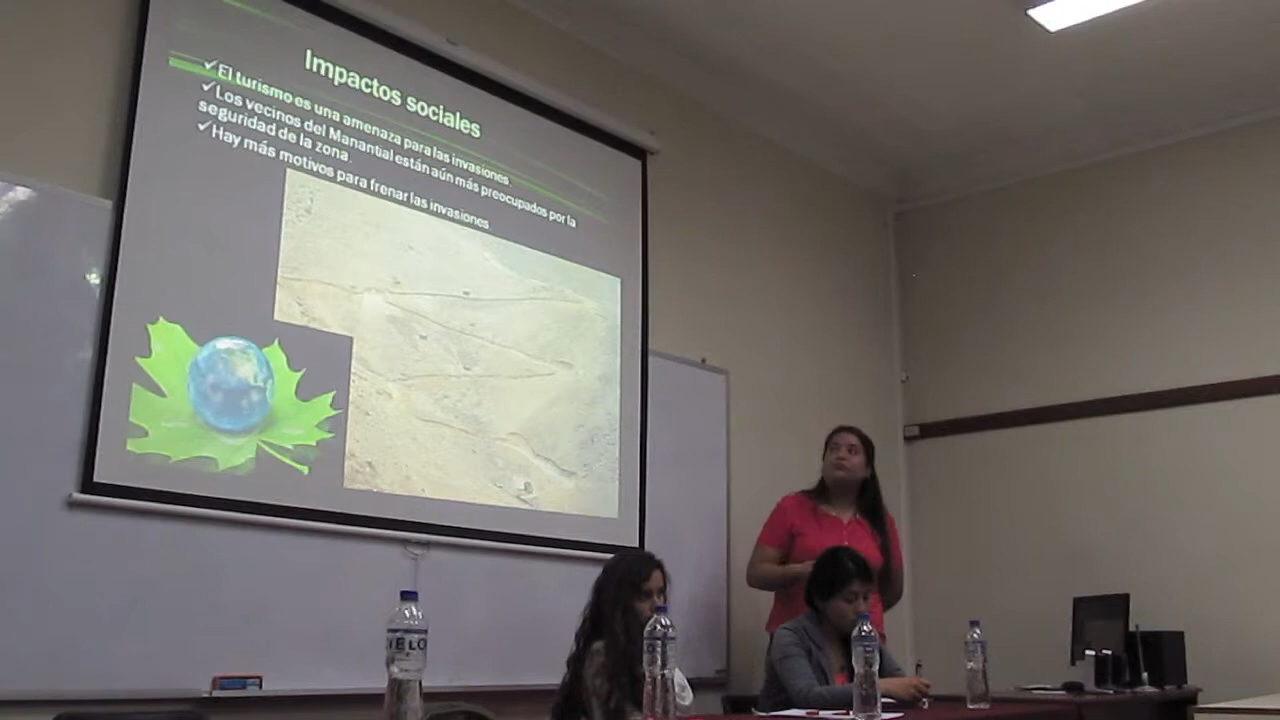 Impactos sociales
✓El turismo es una amenaza para las invasiones
✓Los vecinos del Manantial están aún más preocupados por la
seguridad de la zona.
✓Hay más motivos para frenar las invasiones
CIELO